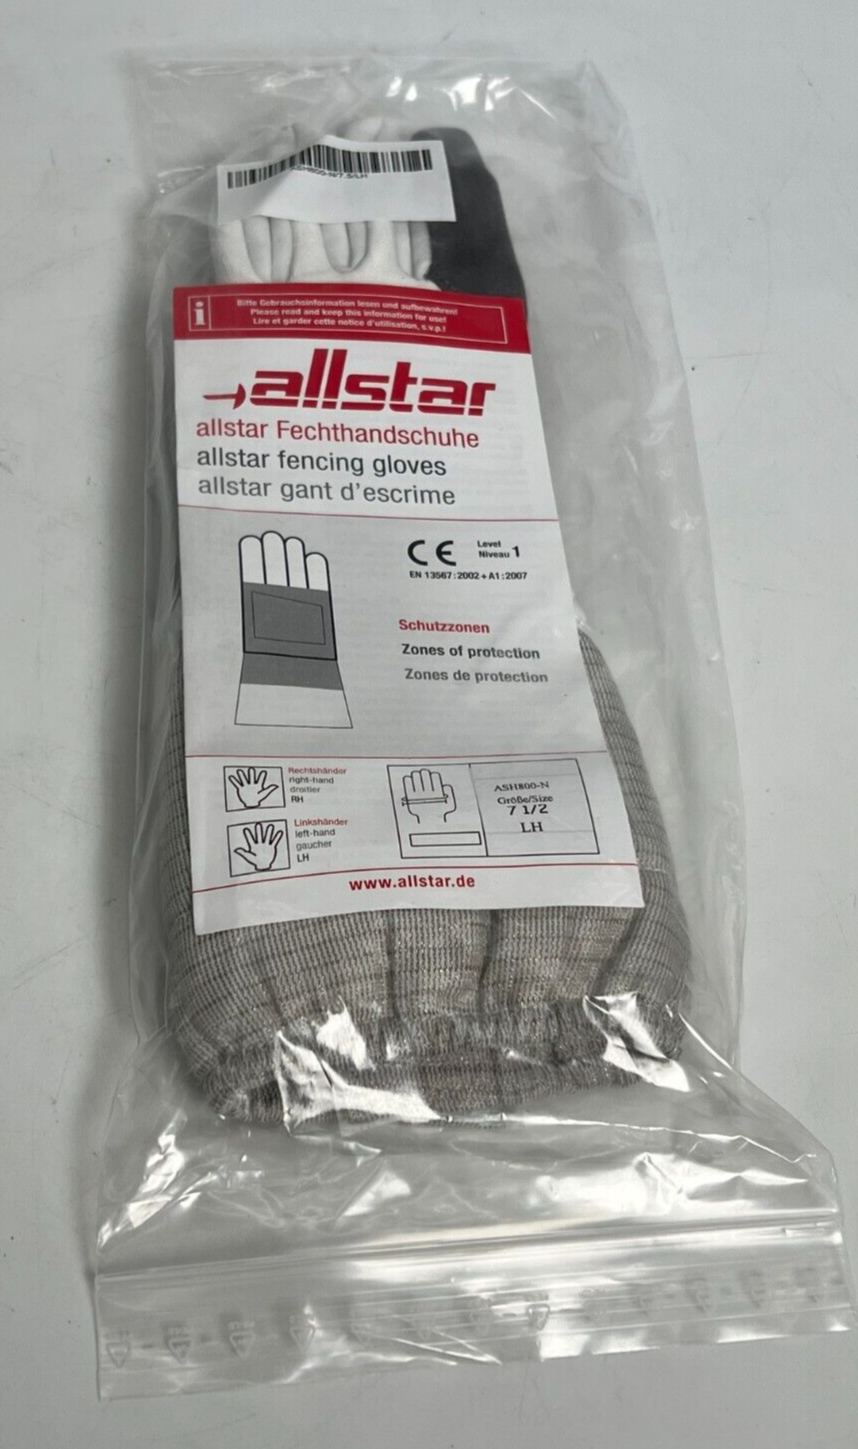 i
Bitte Gebrauchsinformation lesen und aufbewahren!
Please read and keep this information for use!
Lire et garder cette notice d'utilisation, s.v.p.!
allstar
allstar Fechthandschuhe
allstar fencing gloves
allstar gant d'escrime
CE
Level
Niveau 1
EN 13567:2002+A1:2007
Schutzzonen
Zones of protection
Zones de protection
Rechtshänder
right-hand
droitier
RH
Linkshänder
left-hand
gaucher
LH
ASH800-N
Größe/Size
7 1/2
LH
www.allstar.de